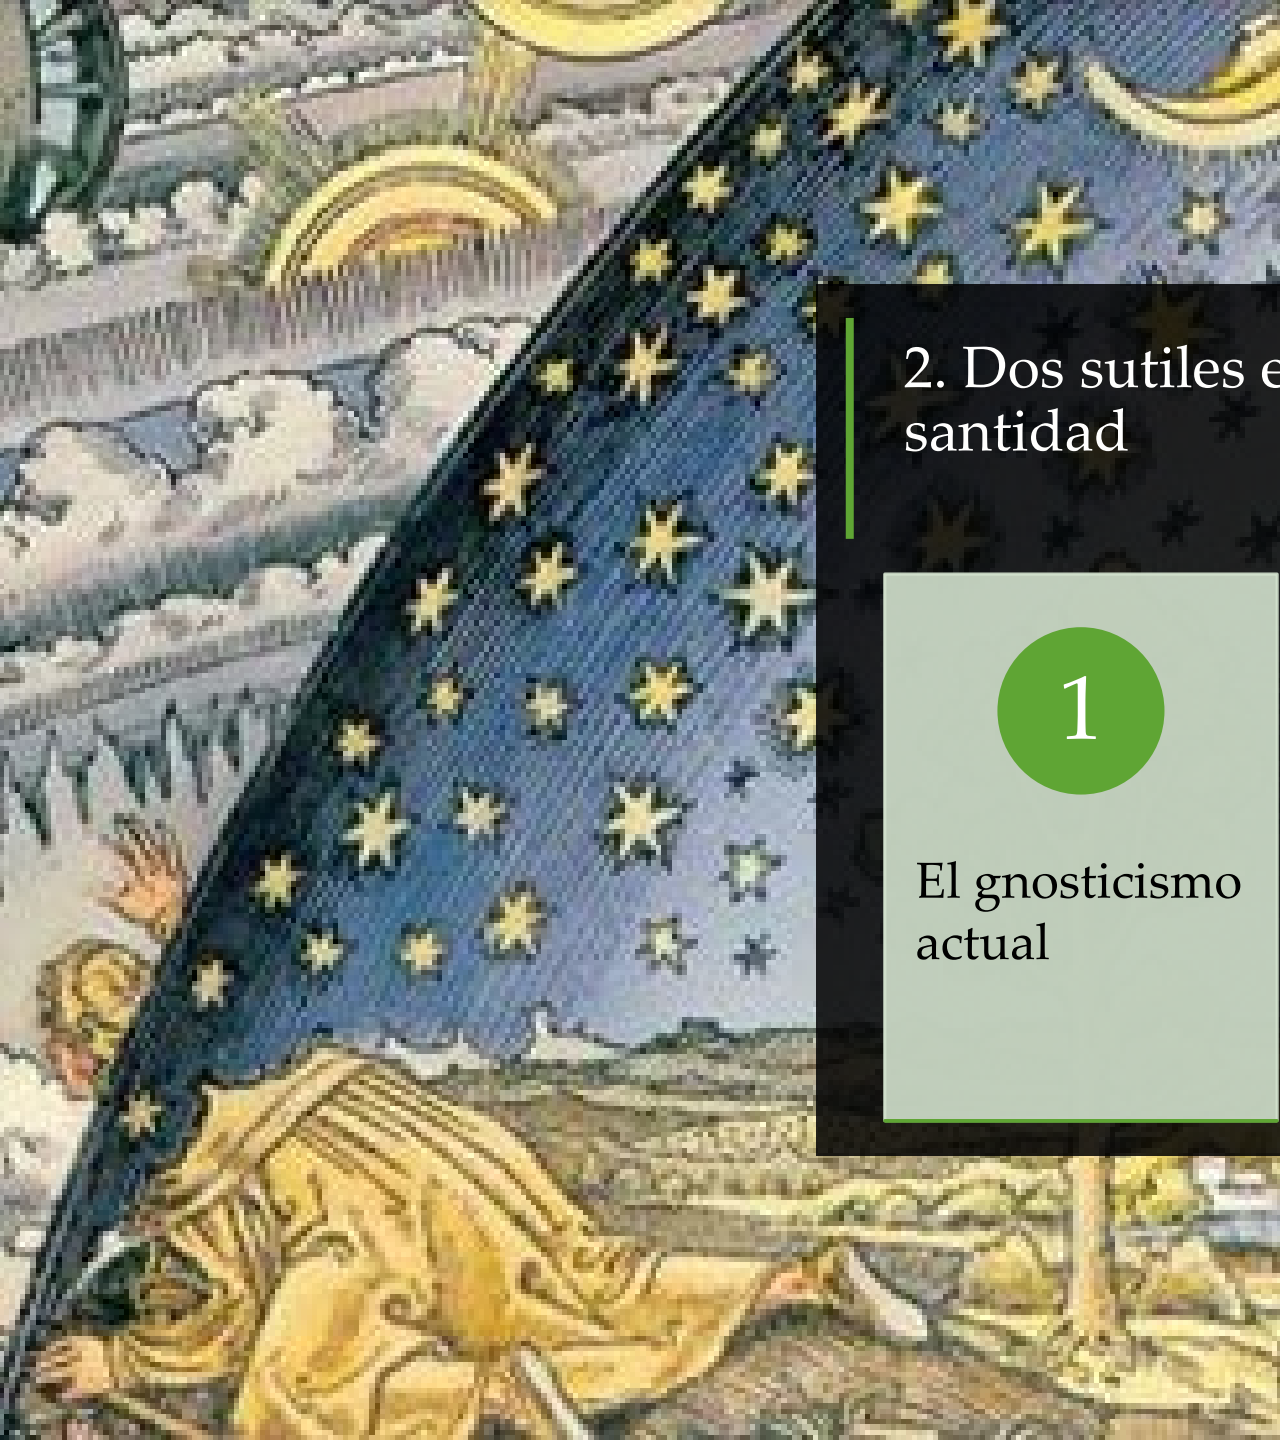 2. Dos sutiles
santidad
1
El gnosticismo
actual